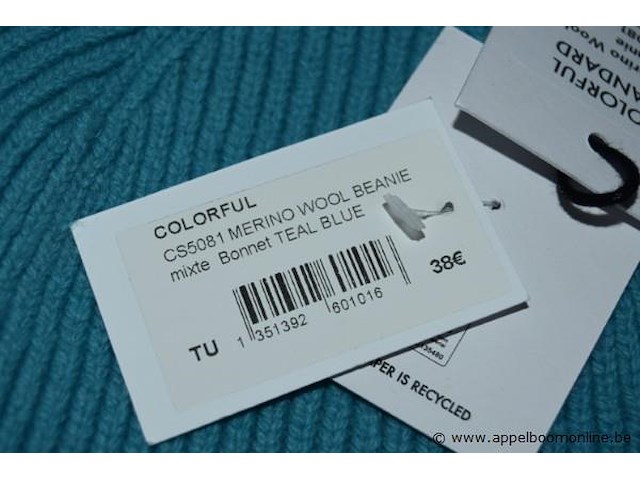 COLORFUL
CS5081 MERINO WOOL BEANIE
mixte Bonnet TEAL BLUE
38€
TU
1 351392 601016
COLORFUL
STANDARD
IS RECYCLED
© www.appelboomonline.be